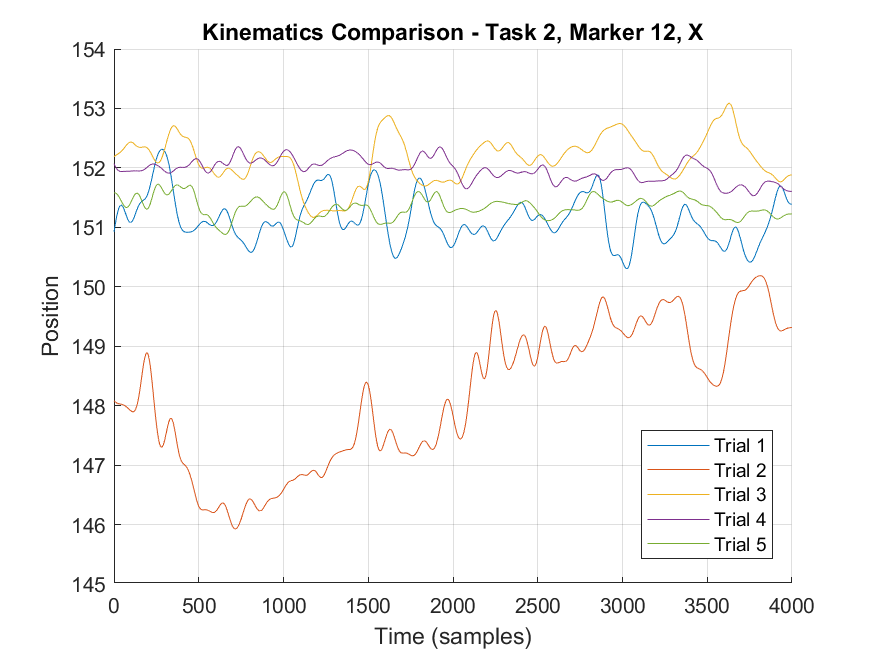 Kinematics Comparison - Task 2, Marker 12, X
154
153
152
151
150
149
148
147
146
145
Position
Trial 1
Trial 2
Trial 3
Trial 4
Trial 5
0 500 1000 1500 2000 2500 3000 3500 4000
Time (samples)